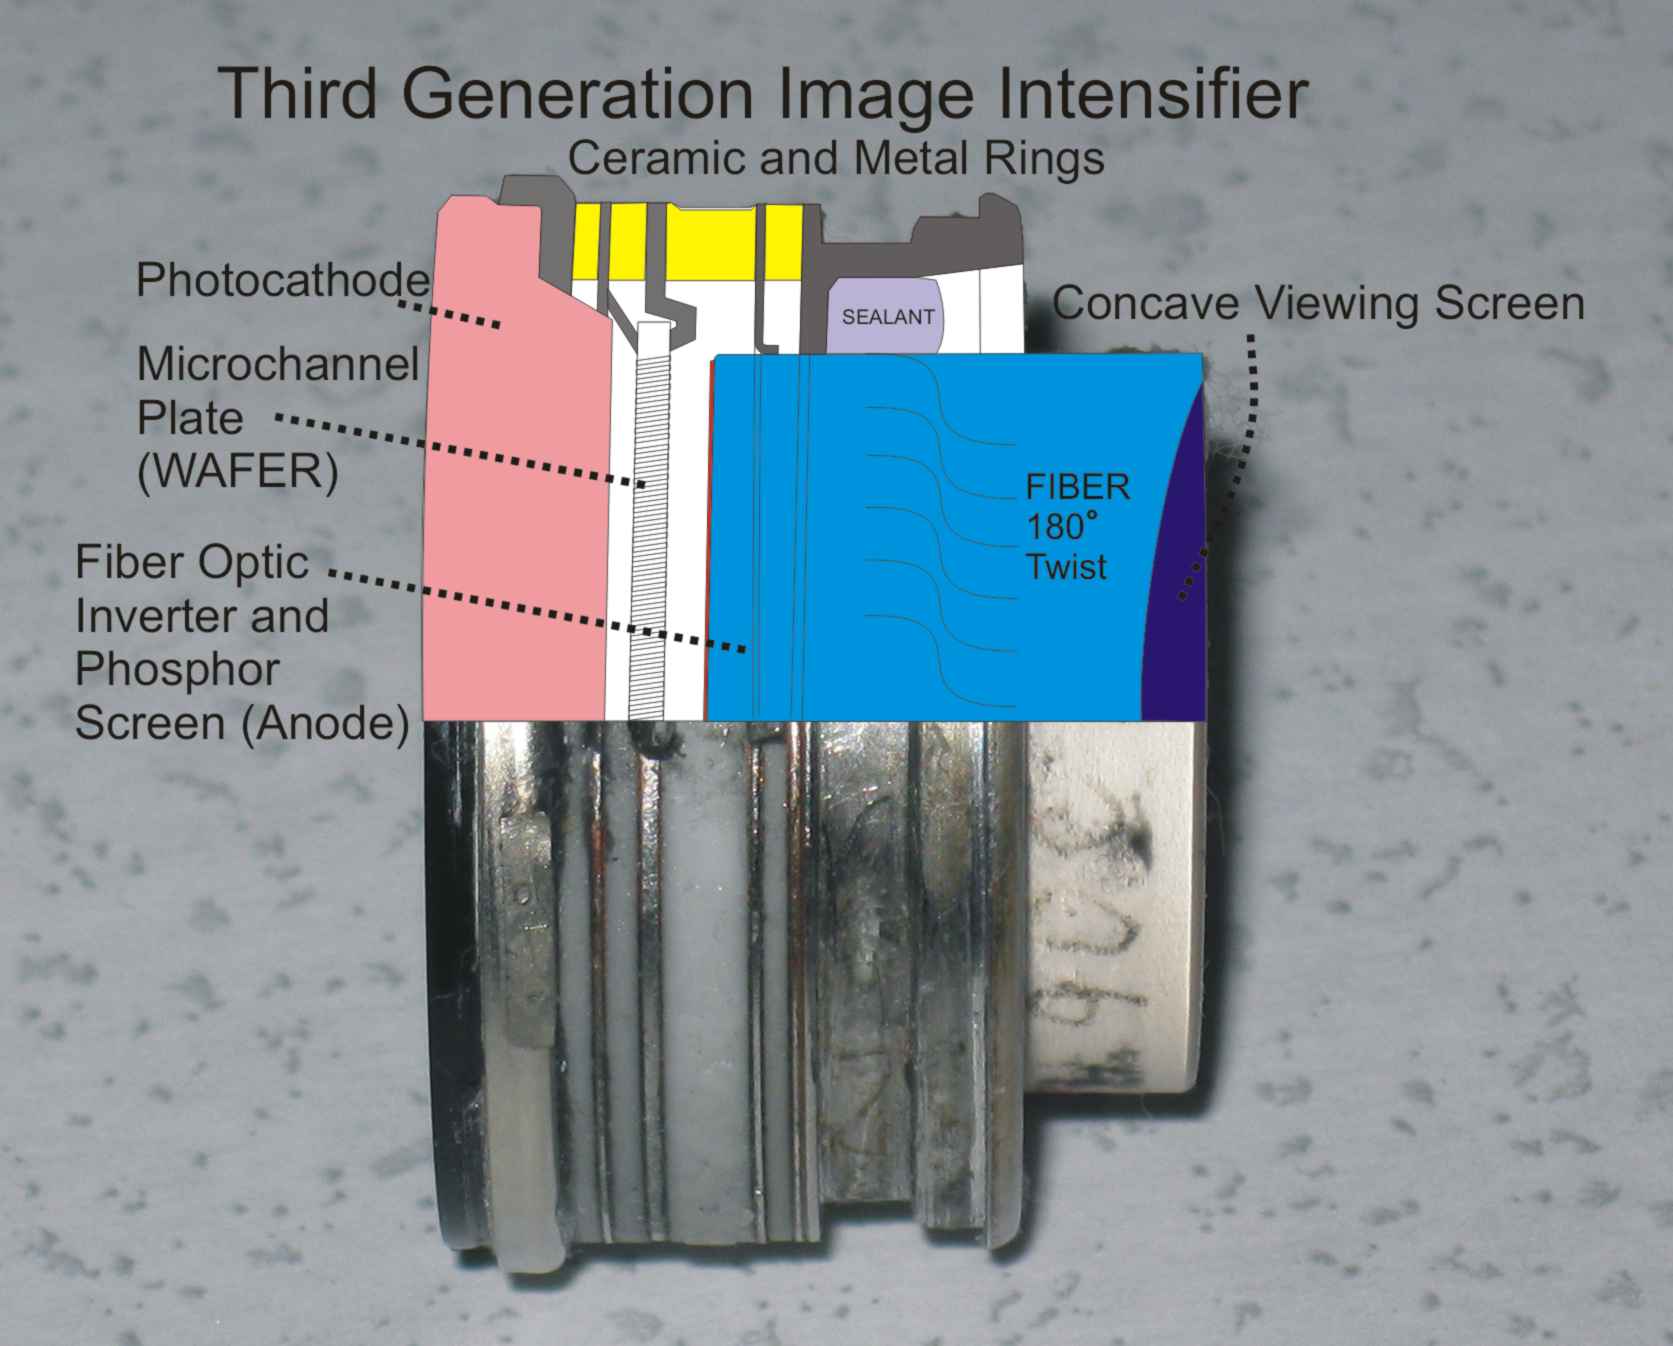 Third Generation Image Intensifier
Ceramic and Metal Rings
Photocathode
Microchannel
Plate
(WAFER)
Fiber Optic
Inverter and
Phosphor
Screen (Anode)
SEALANT
Concave Viewing Screen
FIBER
180°
Twist